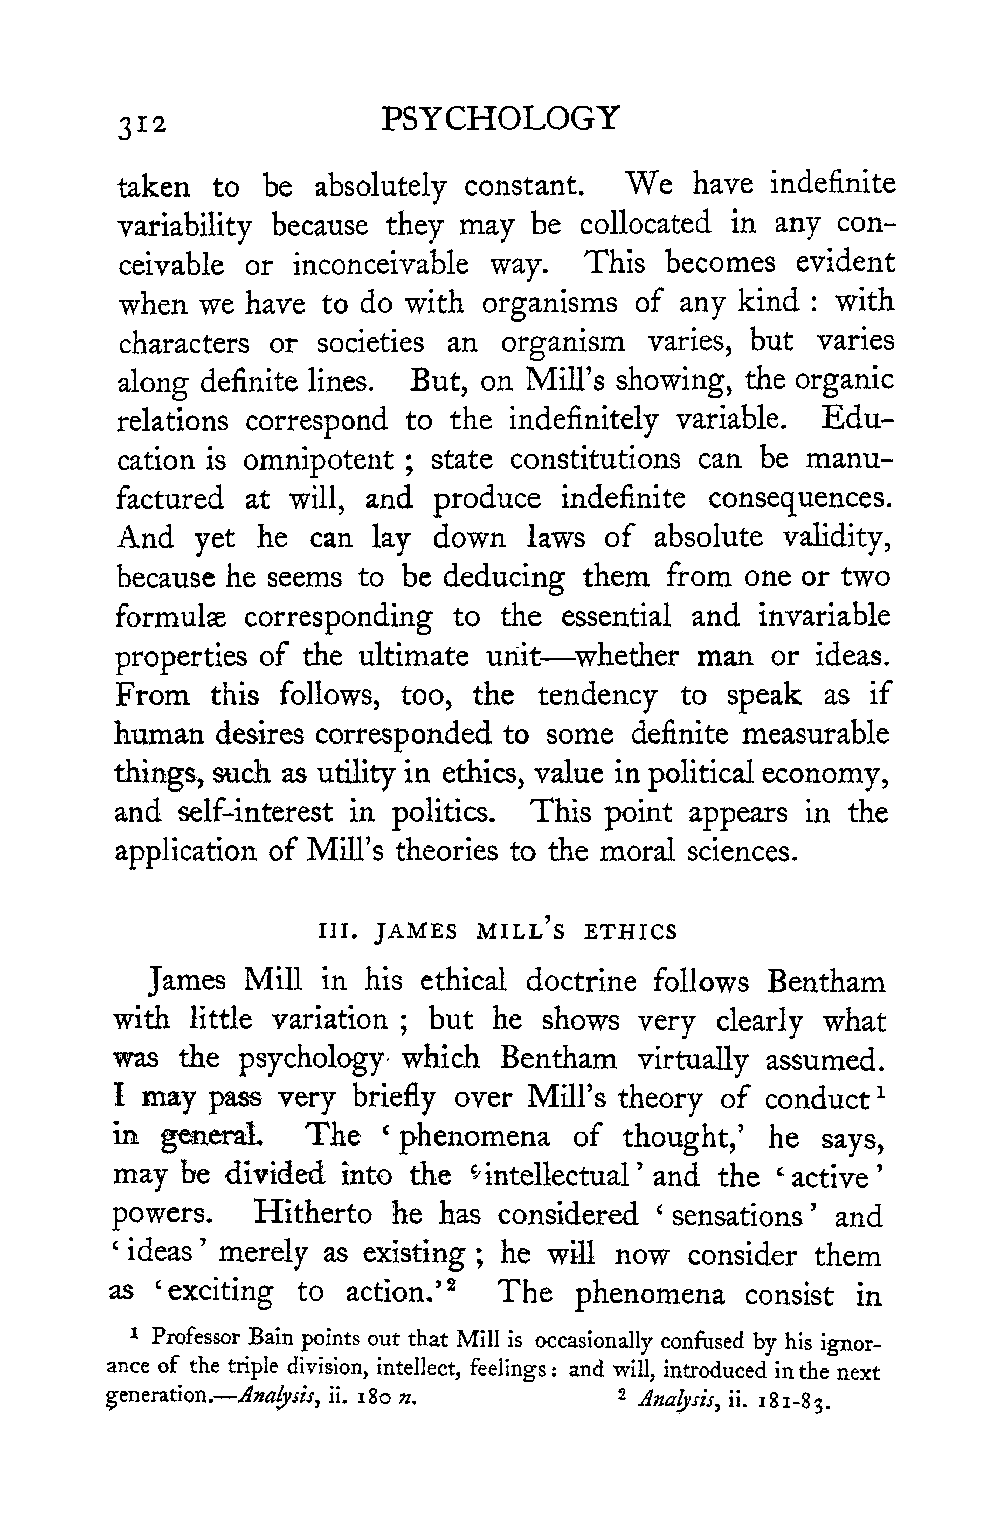 312 PSYCHOLOGY
taken to be absolutely constant. We have indefinite
variability because they may be collocated in any con-
ceivable or inconceivable way. This becomes evident
when we have to do with organisms of any kind : with
characters or societies an organism varies, but varies
along definite lines. But, on Mill's showing, the organic
relations correspond to the indefinitely variable. Edu-
cation is omnipotent ; state constitutions can be manu-
factured at will, and produce indefinite consequences.
And yet he can lay down laws of absolute validity,
because he seems to be deducing them from one or two
formulæ corresponding to the essential and invariable
properties of the ultimate unit—whether man or ideas.
From this follows, too, the tendency to speak as if
human desires corresponded to some definite measurable
things, such as utility in ethics, value in political economy,
and self-interest in politics. This point appears in the
application of Mill's theories to the moral sciences.
III. JAMES MILL'S ETHICS
James Mill in his ethical doctrine follows Bentham
with little variation ; but he shows very clearly what
was the psychology which Bentham virtually assumed.
I may pass very briefly over Mill's theory of conduct ¹
in general. The ‘ phenomena of thought,’ he says,
may be divided into the ‘ intellectual ’ and the ‘ active ’
powers. Hitherto he has considered ‘ sensations ’ and
‘ ideas ’ merely as existing ; he will now consider them
as ‘ exciting to action.’ ² The phenomena consist in
¹ Professor Bain points out that Mill is occasionally confused by his ignor-
ance of the triple division, intellect, feelings : and will, introduced in the next
generation.—Analysis, ii. 180 n. ² Analysis, ii. 181-83.